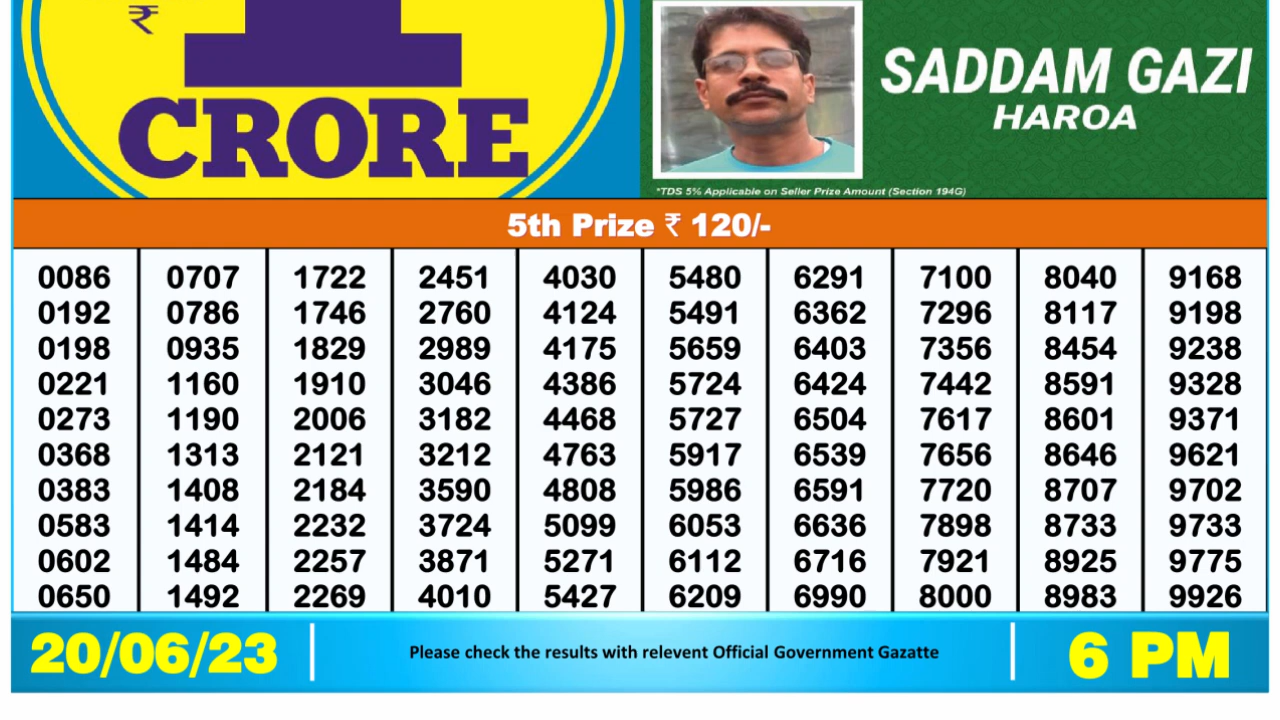 ₹
1
CRORE
SADDAM GAZI
HAROA
*TDS 5% Applicable on Seller Prize Amount (Section 194G)
5th Prize ₹ 120/-
0086 0707 1722 2451 4030 5480 6291 7100 8040 9168
0192 0786 1746 2760 4124 5491 6362 7296 8117 9198
0198 0935 1829 2989 4175 5659 6403 7356 8454 9238
0221 1160 1910 3046 4386 5724 6424 7442 8591 9328
0273 1190 2006 3182 4468 5727 6504 7617 8601 9371
0368 1313 2121 3212 4763 5917 6539 7656 8646 9621
0383 1408 2184 3590 4808 5986 6591 7720 8707 9702
0583 1414 2232 3724 5099 6053 6636 7898 8733 9733
0602 1484 2257 3871 5271 6112 6716 7921 8925 9775
0650 1492 2269 4010 5427 6209 6990 8000 8983 9926
20/06/23
Please check the results with relevent Official Government Gazatte
6 PM